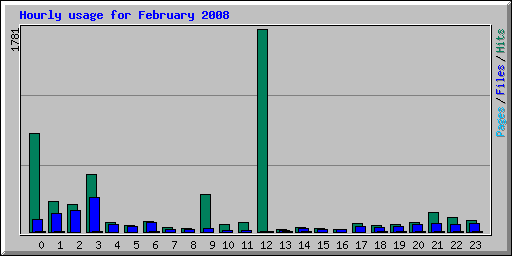 Hourly usage for February 2008
1781
Pages/Files/Hits
0 1 2 3 4 5 6 7 8 9 10 11 12 13 14 15 16 17 18 19 20 21 22 23